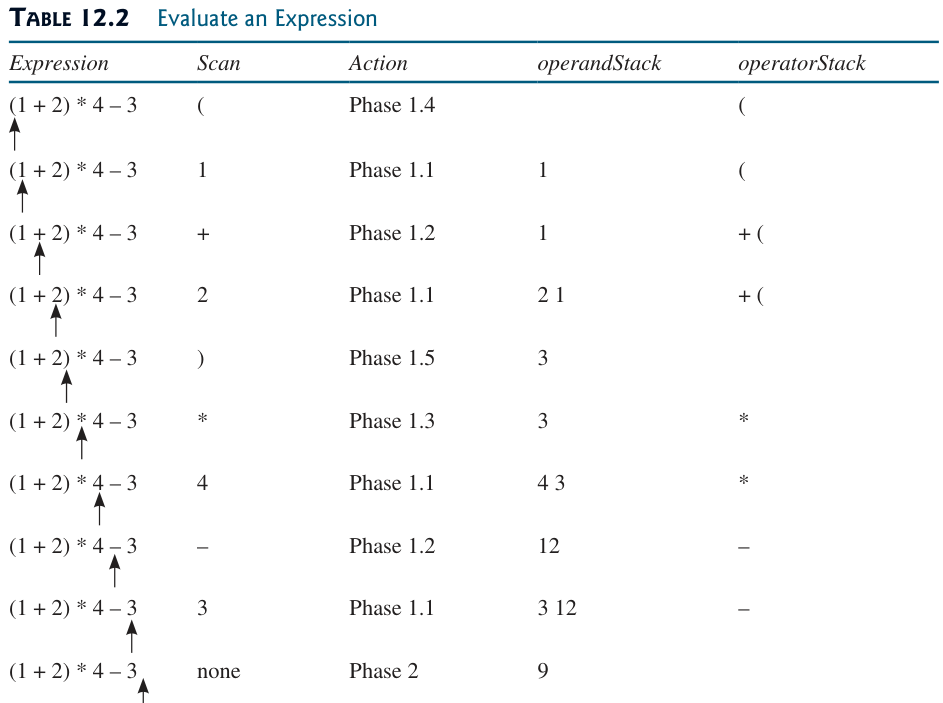 TABLE 12.2 Evaluate an Expression
Expression Scan Action operandStack operatorStack
(1 + 2) * 4 – 3 ( Phase 1.4 (
(1 + 2) * 4 – 3 1 Phase 1.1 1 (
(1 + 2) * 4 – 3 + Phase 1.2 1 + (
(1 + 2) * 4 – 3 2 Phase 1.1 2 1 + (
(1 + 2) * 4 – 3 ) Phase 1.5 3
(1 + 2) * 4 – 3 * Phase 1.3 3 *
(1 + 2) * 4 – 3 4 Phase 1.1 4 3 *
(1 + 2) * 4 – 3 – Phase 1.2 12 –
(1 + 2) * 4 – 3 3 Phase 1.1 3 12 –
(1 + 2) * 4 – 3 none Phase 2 9